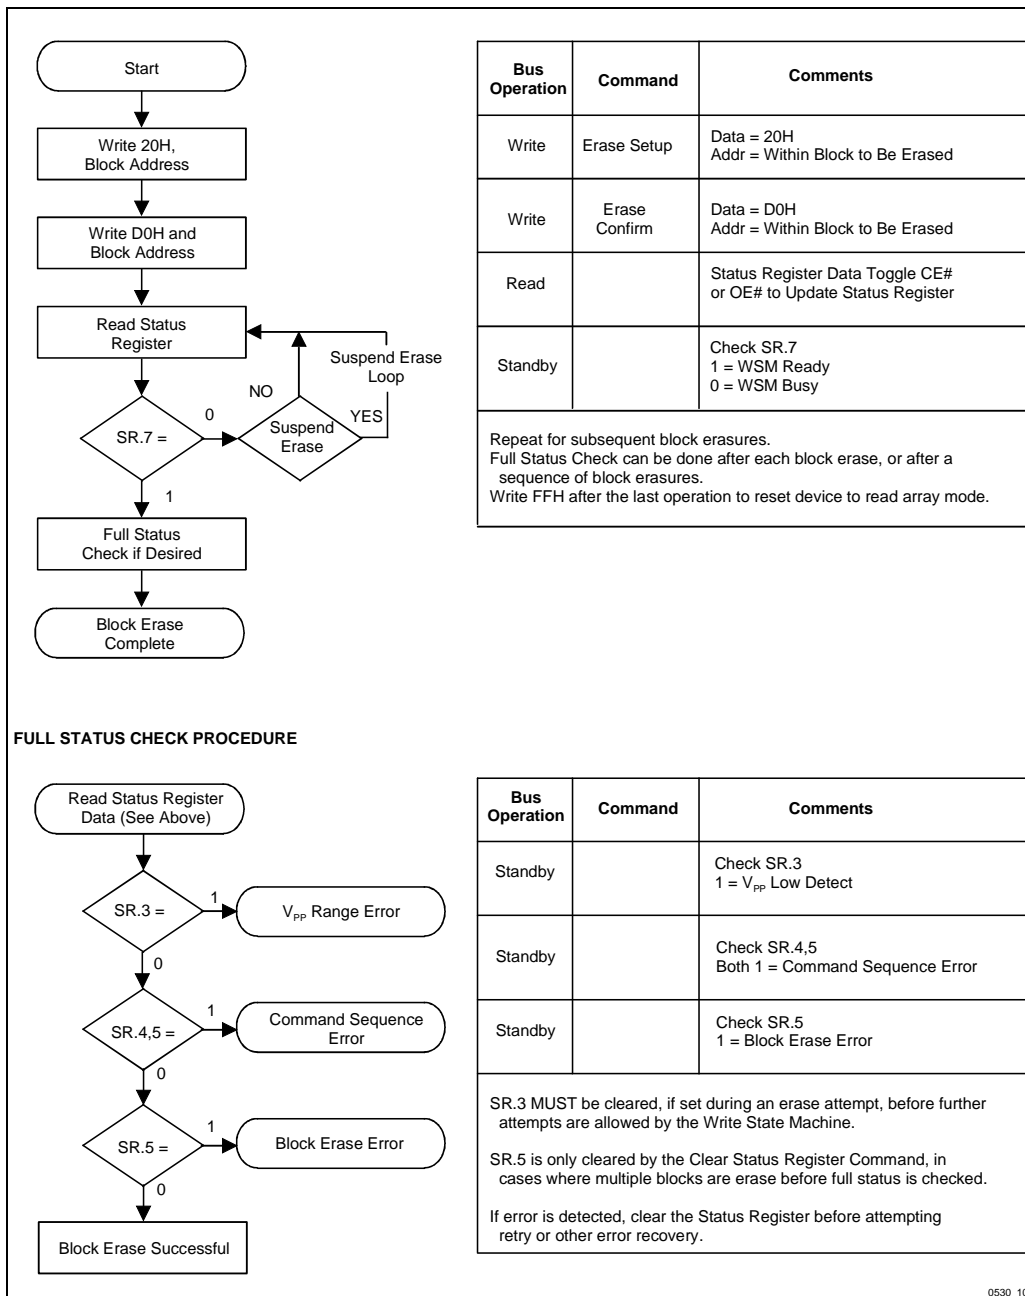 Start
Write 20H,
Block Address
Write D0H and
Block Address
Read Status
Register
Suspend Erase
Loop
NO
YES
0
SR.7 =
Suspend
Erase
1
Full Status
Check if Desired
Block Erase
Complete
Bus
Operation
Command
Comments
Write
Erase Setup
Data = 20H
Addr = Within Block to Be Erased
Write
Erase
Confirm
Data = D0H
Addr = Within Block to Be Erased
Read
Status Register Data Toggle CE#
or OE# to Update Status Register
Standby
Check SR.7
1 = WSM Ready
0 = WSM Busy
Repeat for subsequent block erasures.
Full Status Check can be done after each block erase, or after a
sequence of block erasures.
Write FFH after the last operation to reset device to read array mode.
FULL STATUS CHECK PROCEDURE
Read Status Register
Data (See Above)
SR.3 =
1
VPP Range Error
0
SR.4,5 =
1
Command Sequence
Error
0
SR.5 =
1
Block Erase Error
0
Block Erase Successful
Bus
Operation
Command
Comments
Standby
Check SR.3
1 = VPP Low Detect
Standby
Check SR.4,5
Both 1 = Command Sequence Error
Standby
Check SR.5
1 = Block Erase Error
SR.3 MUST be cleared, if set during an erase attempt, before further
attempts are allowed by the Write State Machine.
SR.5 is only cleared by the Clear Status Register Command, in
cases where multiple blocks are erase before full status is checked.
If error is detected, clear the Status Register before attempting
retry or other error recovery.
0530_10